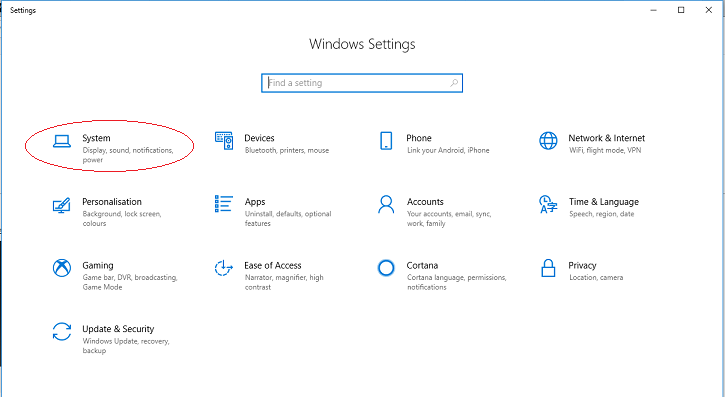 Settings
Windows Settings
Find a setting
System
Display, sound, notifications,
power
Devices
Bluetooth, printers, mouse
Phone
Link your Android, iPhone
Network & Internet
WiFi, flight mode, VPN
Personalisation
Background, lock screen,
colours
Apps
Uninstall, defaults, optional
features
Accounts
Your accounts, email, sync,
work, family
Time & Language
Speech, region, date
Gaming
Game bar, DVR, broadcasting,
Game Mode
Ease of Access
Narrator, magnifier, high
contrast
Cortana
Cortana language, permissions,
notifications
Privacy
Location, camera
Update & Security
Windows Update, recovery,
backup